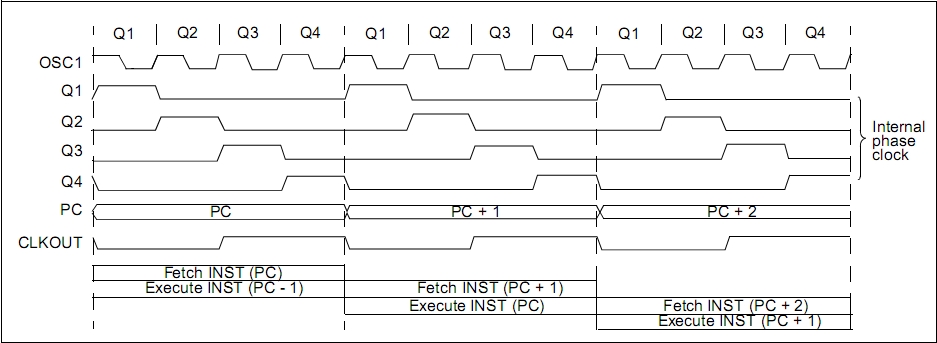 Q1 Q2 Q3 Q4 Q1 Q2 Q3 Q4 Q1 Q2 Q3 Q4
OSC1
Q1
Q2
Q3
Q4
Internal
phase
clock
PC PC PC + 1 PC + 2
CLKOUT
Fetch INST (PC)
Execute INST (PC - 1) Fetch INST (PC + 1)
Execute INST (PC) Fetch INST (PC + 2)
Execute INST (PC + 1)